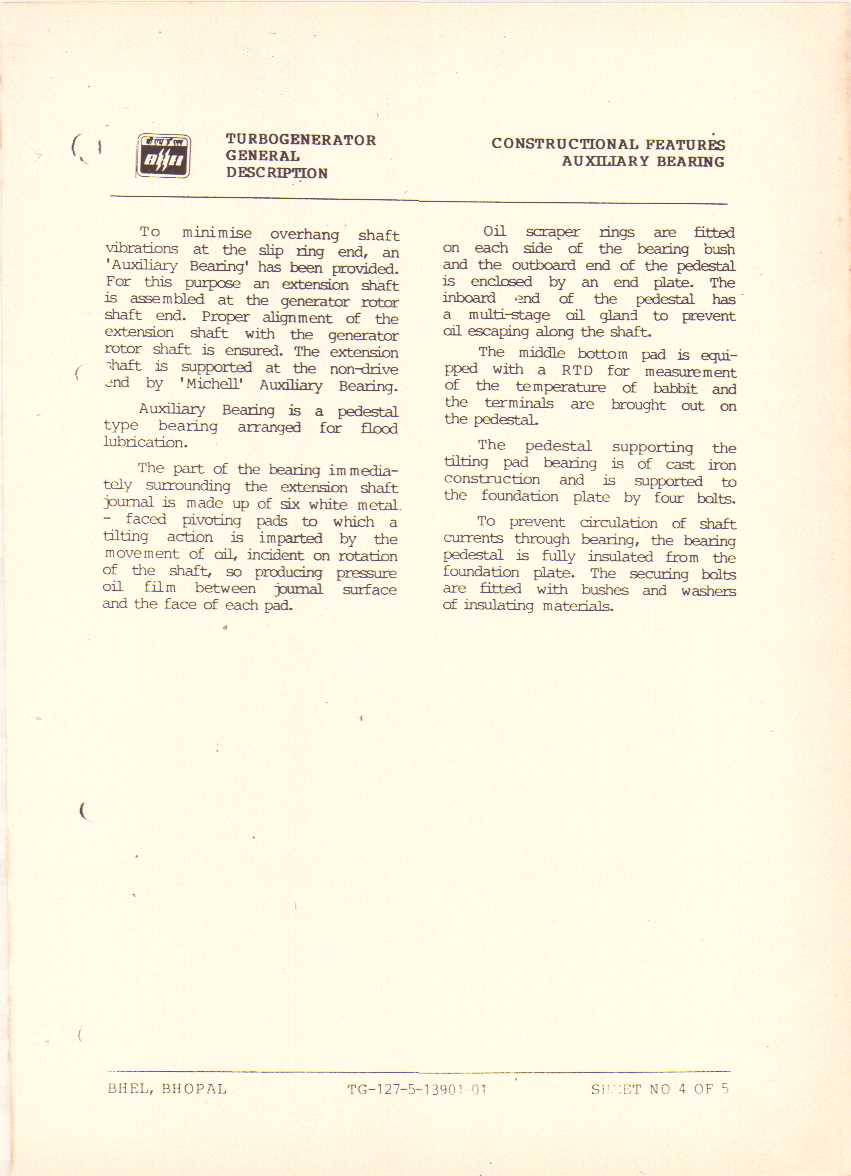 बी एच ई एल
BHEL
TURBOGENERATOR
GENERAL
DESCRIPTION
CONSTRUCTIONAL FEATURES
AUXILIARY BEARING
To minimise overhang shaft
vibrations at the slip ring end, an
'Auxiliary Bearing' has been provided.
For this purpose an extension shaft
is assembled at the generator rotor
shaft end. Proper alignment of the
extension shaft with the generator
rotor shaft is ensured. The extension
shaft is supported at the non-drive
end by 'Michell' Auxiliary Bearing.
Auxiliary Bearing is a pedestal
type bearing arranged for flood
lubrication.
The part of the bearing immedia-
tely surrounding the extension shaft
journal is made up of six white metal
- faced pivoting pads to which a
tilting action is imparted by the
movement of oil, incident on rotation
of the shaft, so producing pressure
oil film between journal surface
and the face of each pad.
Oil scraper rings are fitted
on each side of the bearing bush
and the outboard end of the pedestal
is enclosed by an end plate. The
inboard end of the pedestal has
a multi-stage oil gland to prevent
oil escaping along the shaft.
The middle bottom pad is equi-
pped with a RTD for measurement
of the temperature of babbit and
the terminals are brought out on
the pedestal.
The pedestal supporting the
tilting pad bearing is of cast iron
construction and is supported to
the foundation plate by four bolts.
To prevent circulation of shaft
currents through bearing, the bearing
pedestal is fully insulated from the
foundation plate. The securing bolts
are fitted with bushes and washers
of insulating materials.
BHEL, BHOPAL
TG-127-5-13901-01
SHEET NO 4 OF 5